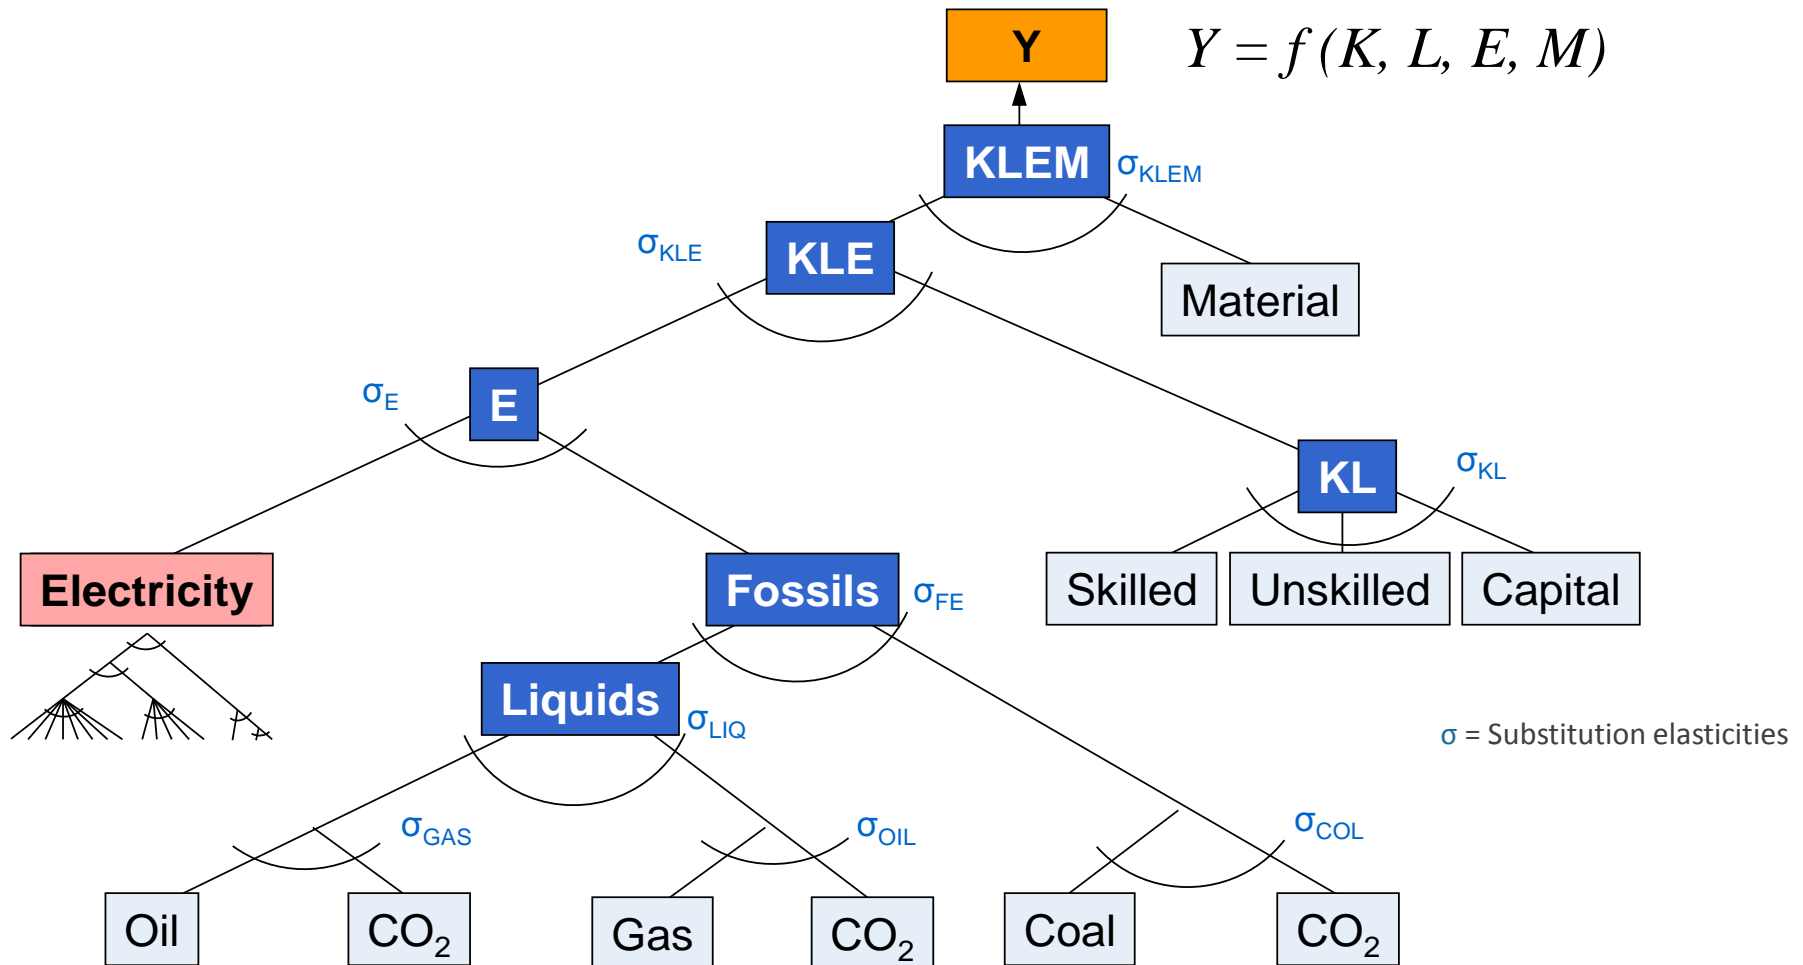 Y
Y = f (K, L, E, M)
KLEM
σKLEM
KLE
σKLE
Material
E
σE
KL
σKL
Electricity
Fossils
σFE
Skilled
Unskilled
Capital
Liquids
σLIQ
σ = Substitution elasticities
σGAS
σOIL
σCOL
Oil
CO2
Gas
CO2
Coal
CO2